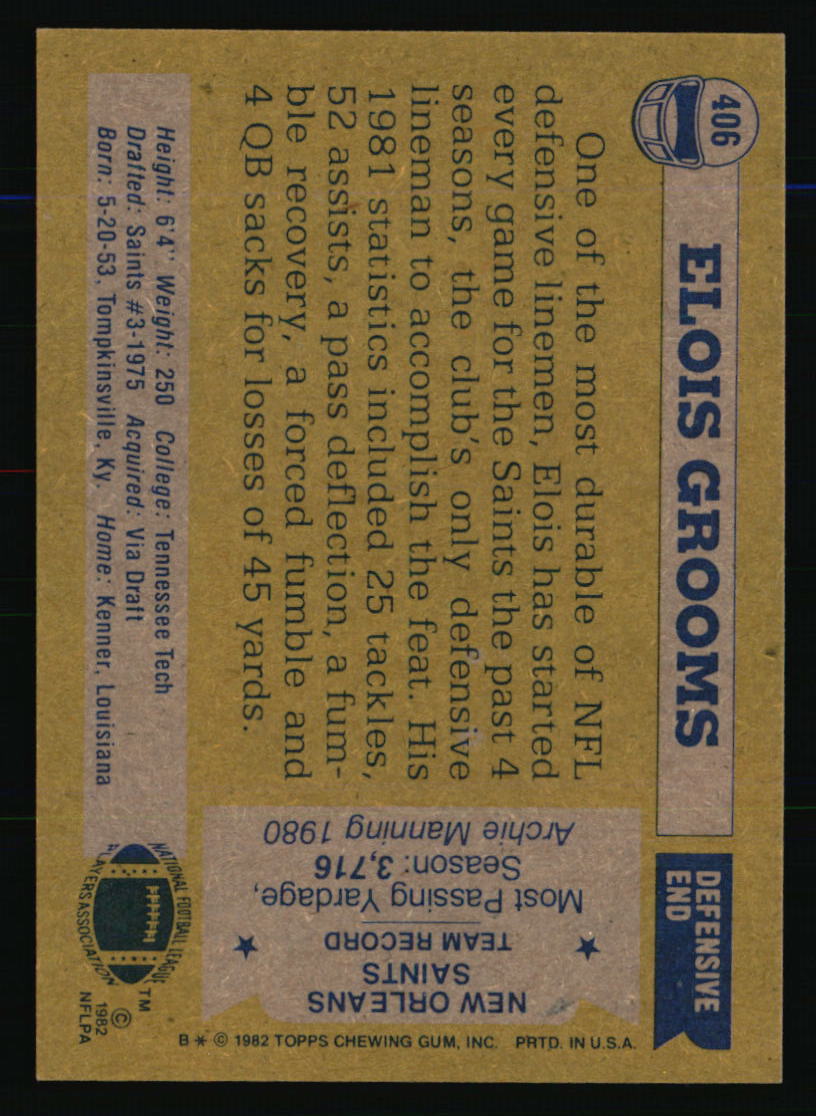 406
ELOIS GROOMS
DEFENSIVE
END
One of the most durable of NFL
defensive linemen, Elois has started
every game for the Saints the past 4
seasons, the club's only defensive
lineman to accomplish the feat. His
1981 statistics included 25 tackles,
52 assists, a pass deflection, a fum-
ble recovery, a forced fumble and
4 QB sacks for losses of 45 yards.
Height: 6'4" Weight: 250 College: Tennessee Tech
Drafted: Saints #3-1975 Acquired: Via Draft
Born: 5-20-53, Tompkinsville, Ky. Home: Kenner, Louisiana
NEW ORLEANS
SAINTS
TEAM RECORD
Most Passing Yardage,
Season: 3,716
Archie Manning 1980
NATIONAL FOOTBALL LEAGUE
PLAYERS ASSOCIATION
TM
©
1982
NFLPA
B * © 1982 TOPPS CHEWING GUM, INC. PRTD. IN U.S.A.